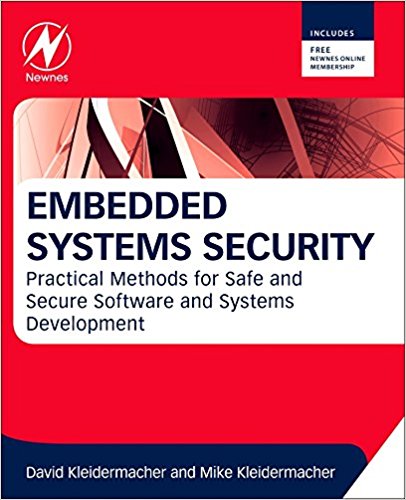 Newnes
INCLUDES
FREE
NEWNES ONLINE
MEMBERSHIP
EMBEDDED
SYSTEMS SECURITY
Practical Methods for Safe and
Secure Software and Systems
Development
David Kleidermacher and Mike Kleidermacher